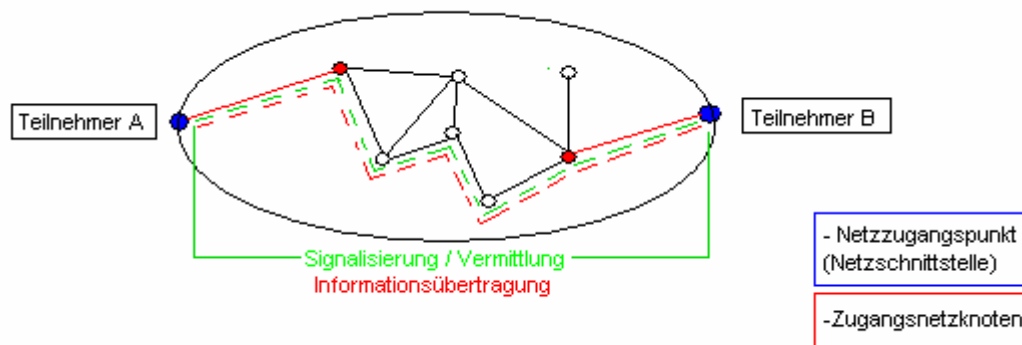 Teilnehmer A
Teilnehmer B
Signalisierung / Vermittlung
Informationsübertragung
- Netzzugangspunkt
(Netzschnittstelle)
-Zugangsnetzknoten